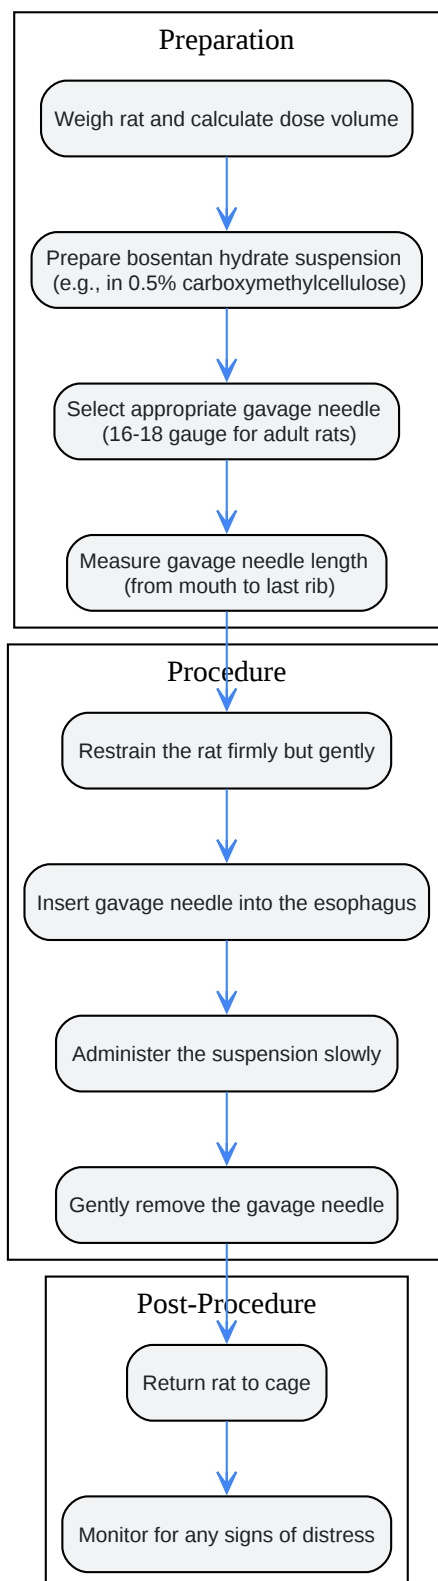 Preparation
Weigh rat and calculate dose volume
Prepare bosentan hydrate suspension
(e.g., in 0.5% carboxymethylcellulose)
Select appropriate gavage needle
(16-18 gauge for adult rats)
Measure gavage needle length
(from mouth to last rib)
Procedure
Restrain the rat firmly but gently
Insert gavage needle into the esophagus
Administer the suspension slowly
Gently remove the gavage needle
Post-Procedure
Return rat to cage
Monitor for any signs of distress